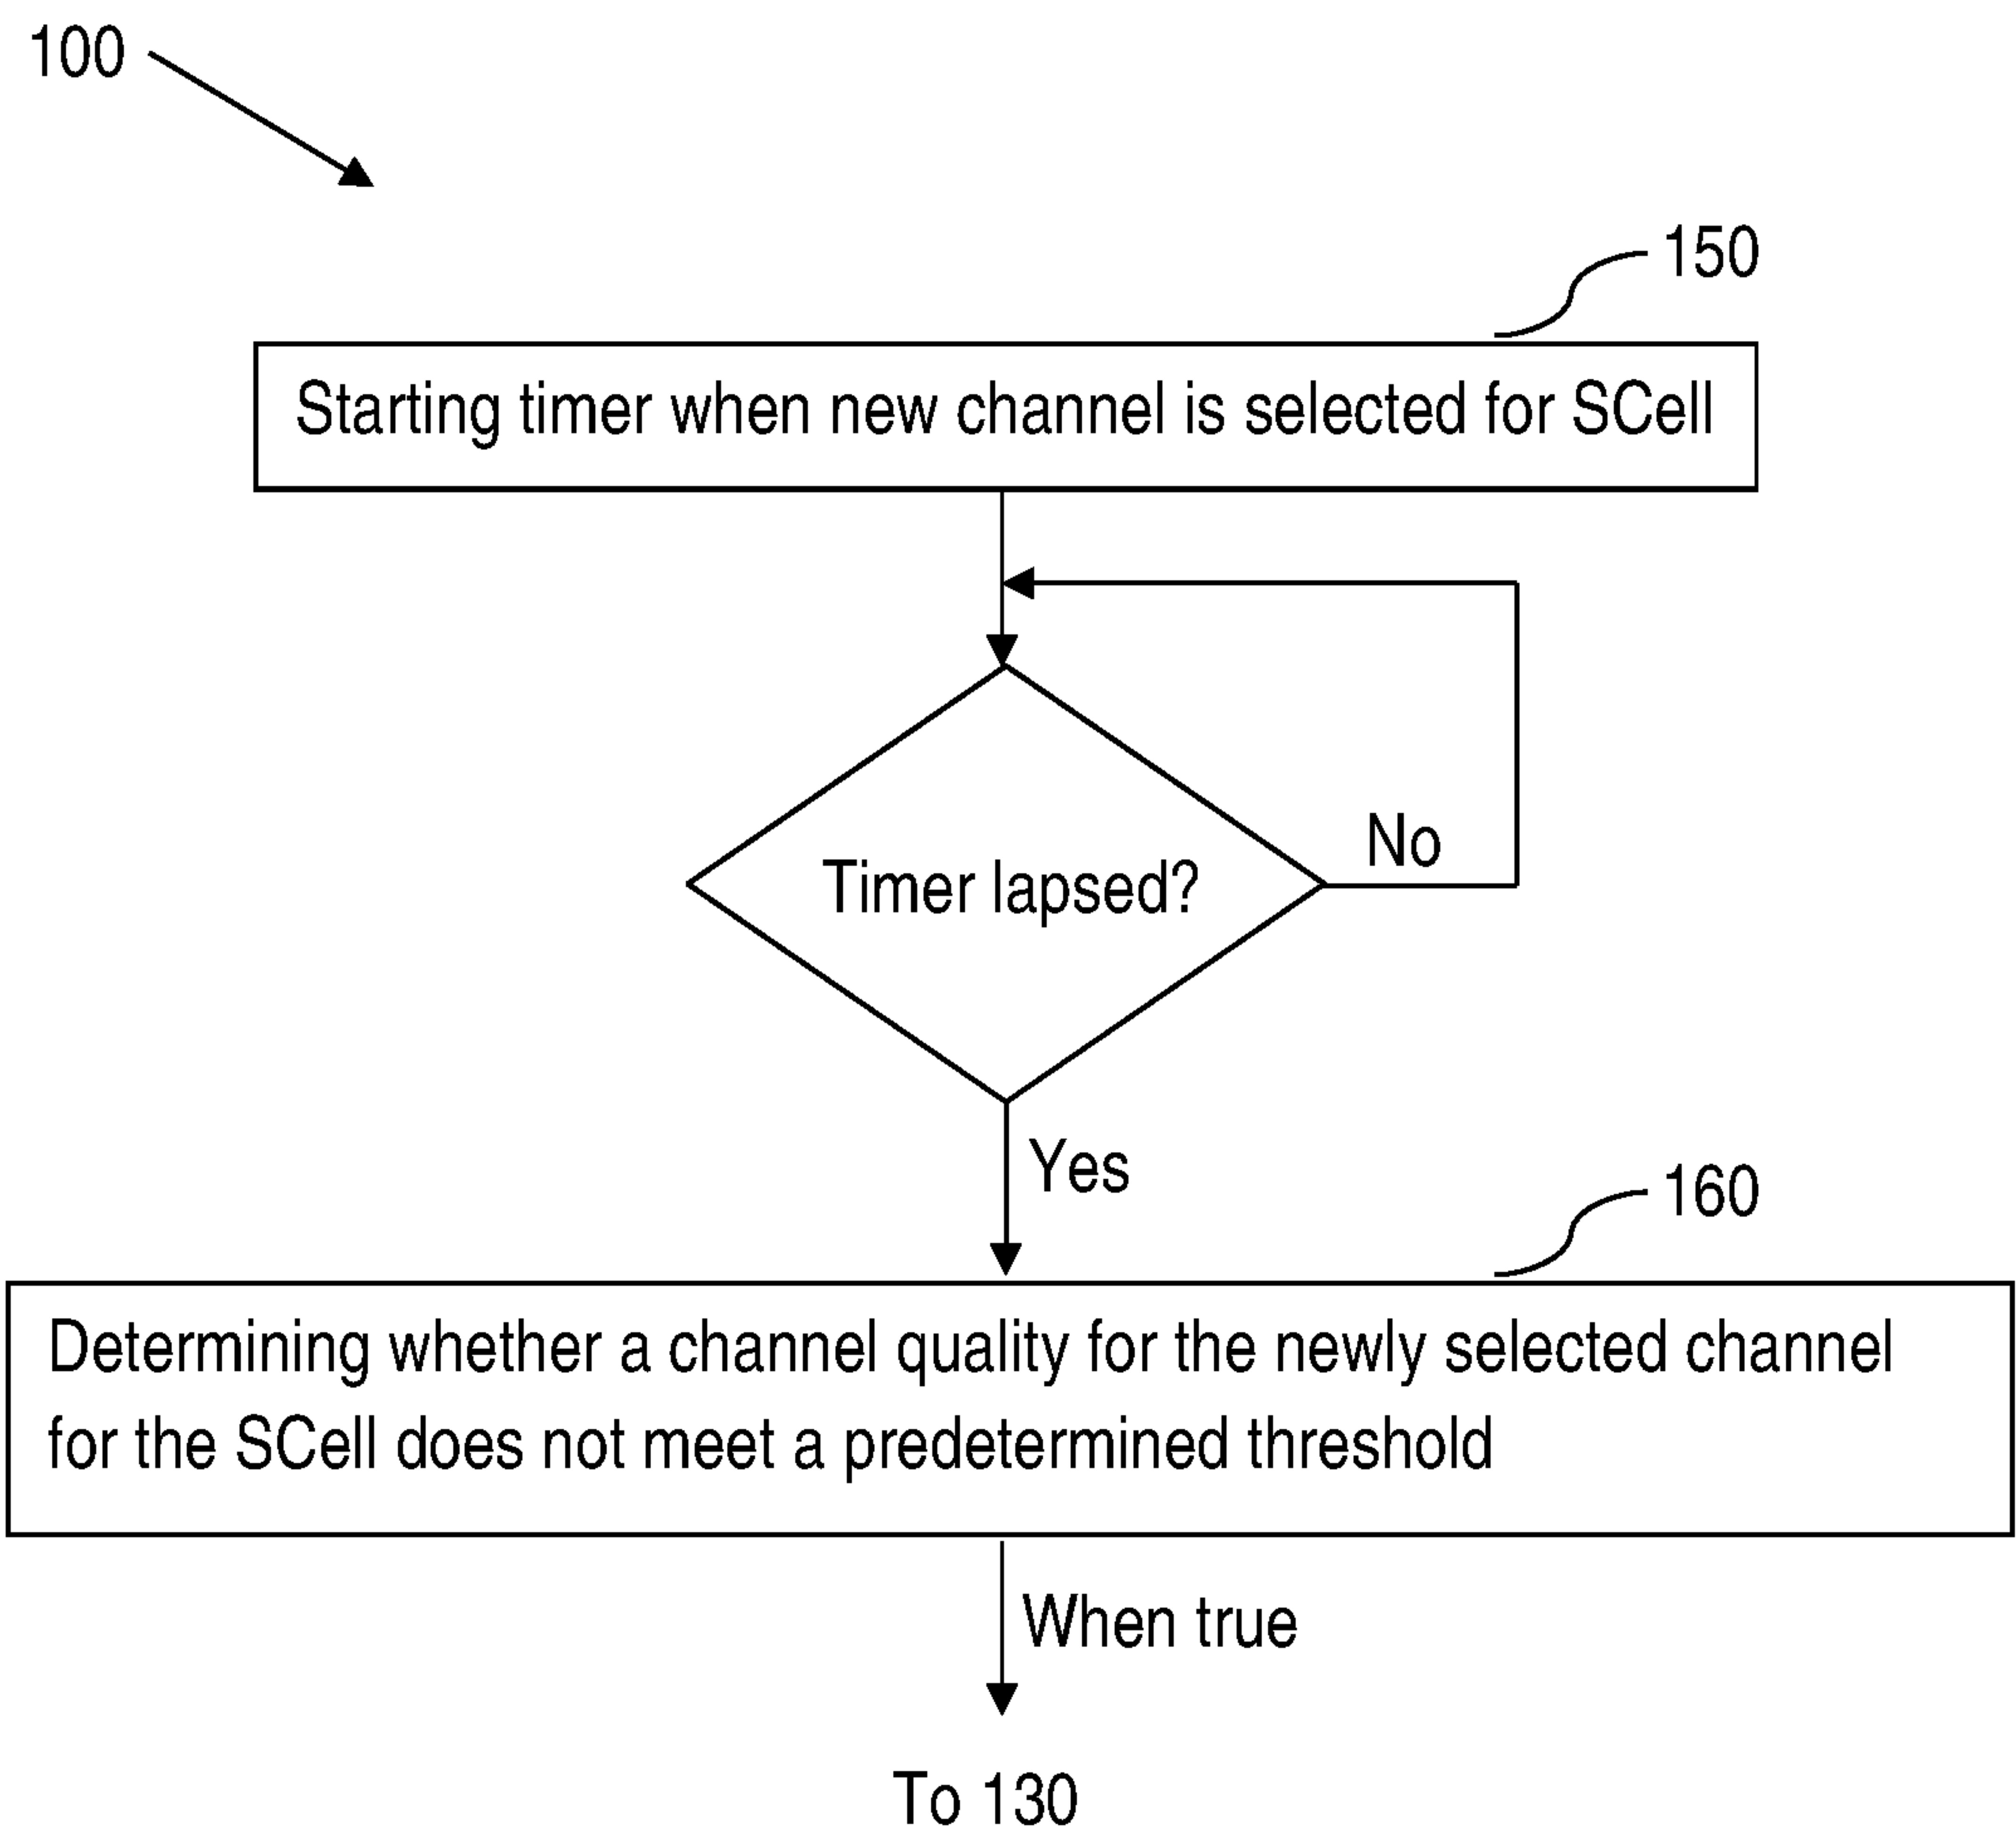 100
150
Starting timer when new channel is selected for SCell
No
Timer lapsed?
Yes
160
Determining whether a channel quality for the newly selected channel
for the SCell does not meet a predetermined threshold
When true
To 130